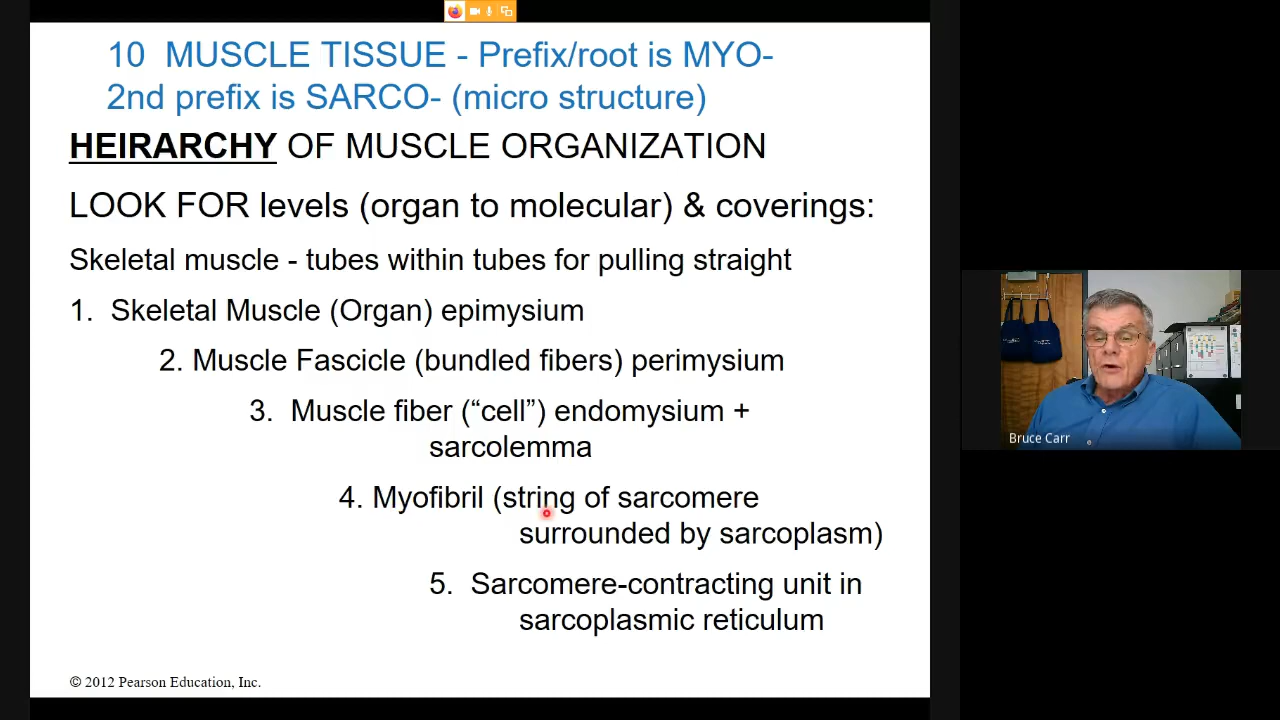 10 MUSCLE TISSUE - Prefix/root is MYO-
2nd prefix is SARCO- (micro structure)
HEIRARCHY OF MUSCLE ORGANIZATION
LOOK FOR levels (organ to molecular) & coverings:
Skeletal muscle - tubes within tubes for pulling straight
1. Skeletal Muscle (Organ) epimysium
2. Muscle Fascicle (bundled fibers) perimysium
3. Muscle fiber (“cell”) endomysium +
sarcolemma
4. Myofibril (string of sarcomere
surrounded by sarcoplasm)
5. Sarcomere-contracting unit in
sarcoplasmic reticulum
© 2012 Pearson Education, Inc.
Bruce Carr